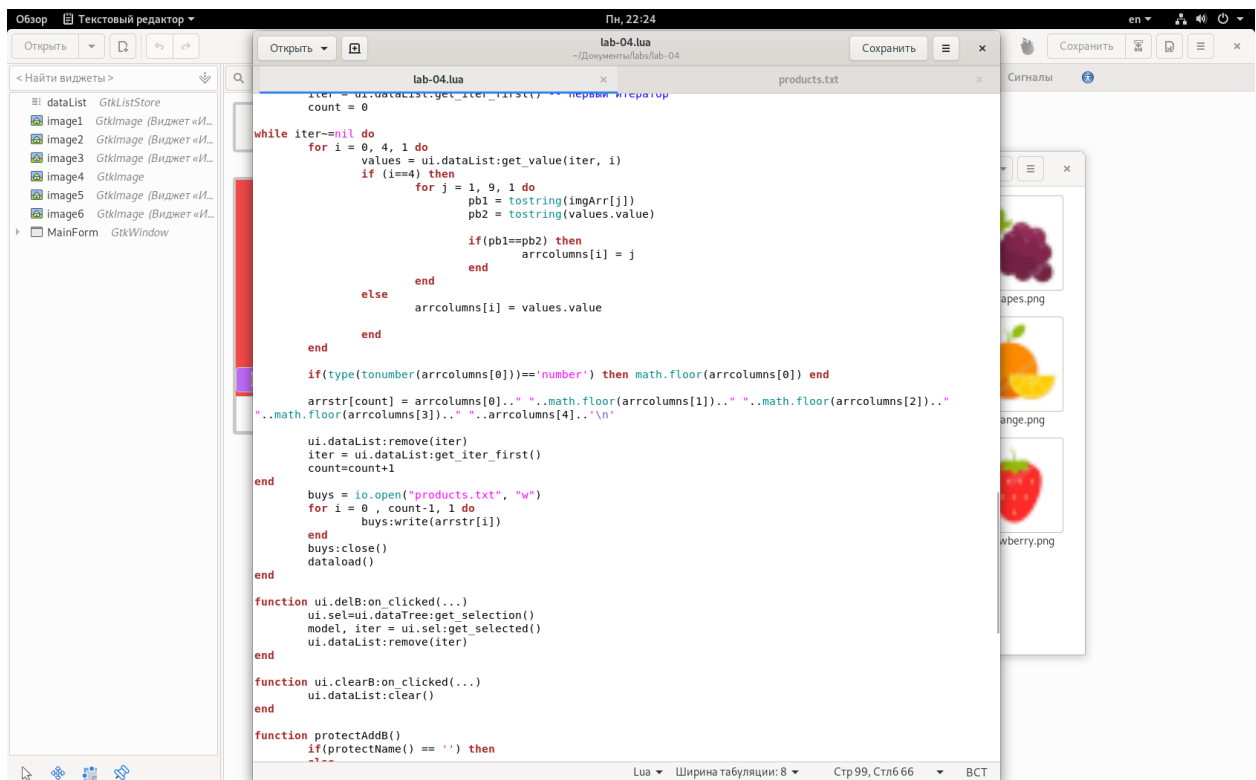 Обзор Текстовый редактор Пн, 22:24 en
Открыть
< Найти виджеты >
dataList GtkListStore
image1 GtkImage (Виджет «И...
image2 GtkImage (Виджет «И...
image3 GtkImage (Виджет «И...
image4 GtkImage
image5 GtkImage (Виджет «И...
image6 GtkImage (Виджет «И...
MainForm GtkWindow
Открыть
lab-04.lua
~/Документы/labs/lab-04
Сохранить
lab-04.lua
products.txt
iter = ui.dataList:get_iter_first() -- первый итератор
count = 0
while iter~=nil do
for i = 0, 4, 1 do
values = ui.dataList:get_value(iter, i)
if (i==4) then
for j = 1, 9, 1 do
pb1 = tostring(imgArr[j])
pb2 = tostring(values.value)
if(pb1==pb2) then
arrcolumns[i] = j
end
end
else
arrcolumns[i] = values.value
end
end
if(type(tonumber(arrcolumns[0]))=='number') then math.floor(arrcolumns[0]) end
arrstr[count] = arrcolumns[0].." "..math.floor(arrcolumns[1]).." "..math.floor(arrcolumns[2]).."
"..math.floor(arrcolumns[3]).." "..arrcolumns[4]..'\n'
ui.dataList:remove(iter)
iter = ui.dataList:get_iter_first()
count=count+1
end
buys = io.open("products.txt", "w")
for i = 0 , count-1, 1 do
buys:write(arrstr[i])
end
buys:close()
dataload()
end
function ui.delB:on_clicked(...)
ui.sel=ui.dataTree:get_selection()
model, iter = ui.sel:get_selected()
ui.dataList:remove(iter)
end
function ui.clearB:on_clicked(...)
ui.dataList:clear()
end
function protectAddB()
if(protectName() == '') then
else
Lua Ширина табуляции: 8 Стр 99, Стлб 66 ВСТ
Сохранить
Сигналы
apes.png
ange.png
wberry.png